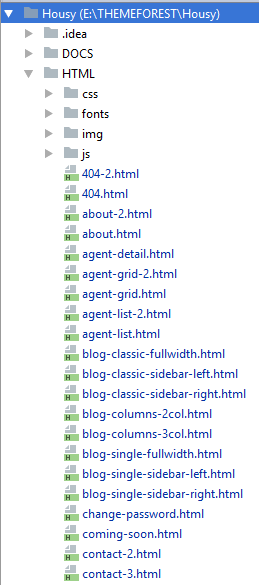 Housy (E:\THEMEFOREST\Housy)
.idea
DOCS
HTML
css
fonts
img
js
404-2.html
404.html
about-2.html
about.html
agent-detail.html
agent-grid-2.html
agent-grid.html
agent-list-2.html
agent-list.html
blog-classic-fullwidth.html
blog-classic-sidebar-left.html
blog-classic-sidebar-right.html
blog-columns-2col.html
blog-columns-3col.html
blog-single-fullwidth.html
blog-single-sidebar-left.html
blog-single-sidebar-right.html
change-password.html
coming-soon.html
contact-2.html
contact-3.html